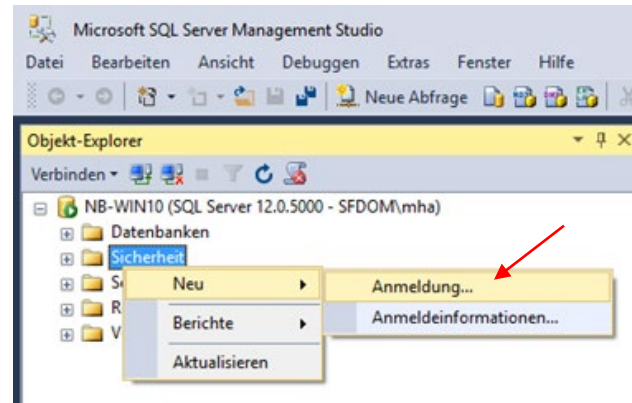 Microsoft SQL Server Management Studio
Datei Bearbeiten Ansicht Debuggen Extras Fenster Hilfe
Neue Abfrage
Objekt-Explorer
Verbinden
NB-WIN10 (SQL Server 12.0.5000 - SFDOM\mha)
Datenbanken
Sicherheit
Neu
Anmeldung...
Berichte
Anmeldeinformationen...
Aktualisieren